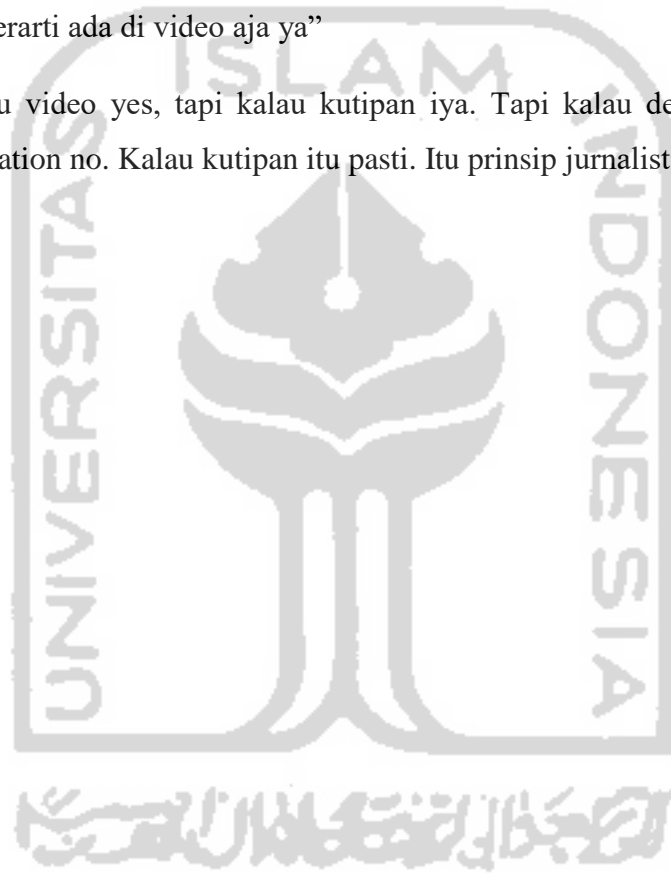 erarti ada di video aja ya”
u video yes, tapi kalau kutipan iya. Tapi kalau de
ation no. Kalau kutipan itu pasti. Itu prinsip jurnalist
ISLAM
UNIVERSITAS
INDONESIA